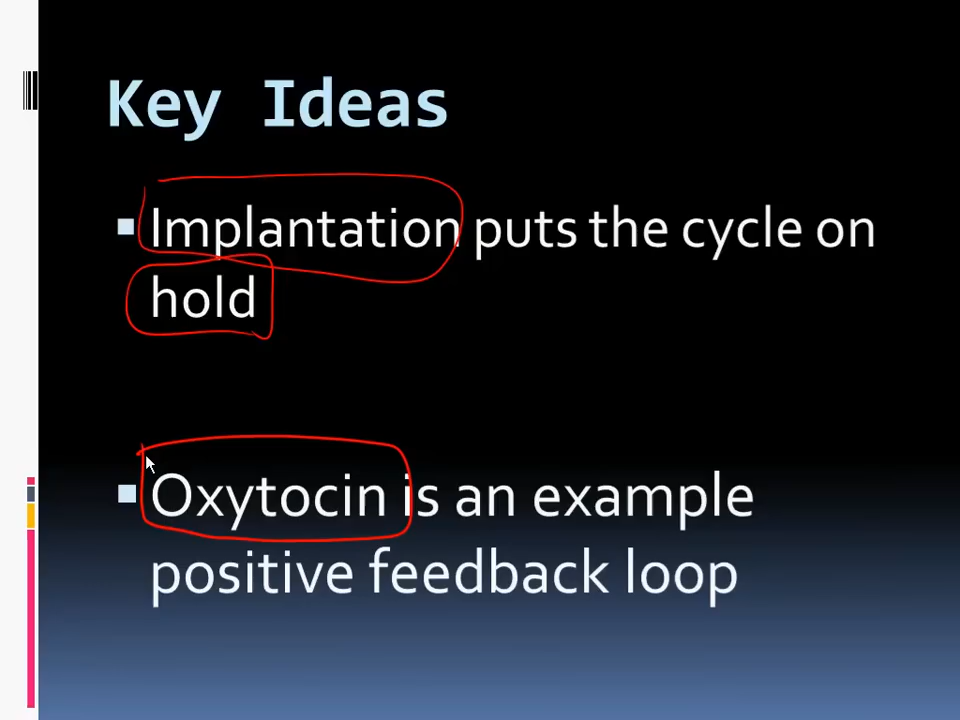 Key Ideas
Implantation puts the cycle on
hold
Oxytocin is an example
positive feedback loop